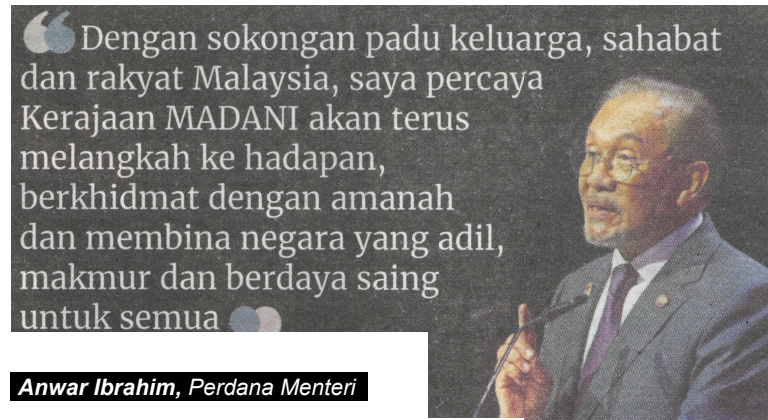 Dengan sokongan padu keluarga, sahabat
dan rakyat Malaysia, saya percaya
Kerajaan MADANI akan terus
melangkah ke hadapan,
berkhidmat dengan amanah
dan membina negara yang adil,
makmur dan berdaya saing
untuk semua
Anwar Ibrahim, Perdana Menteri